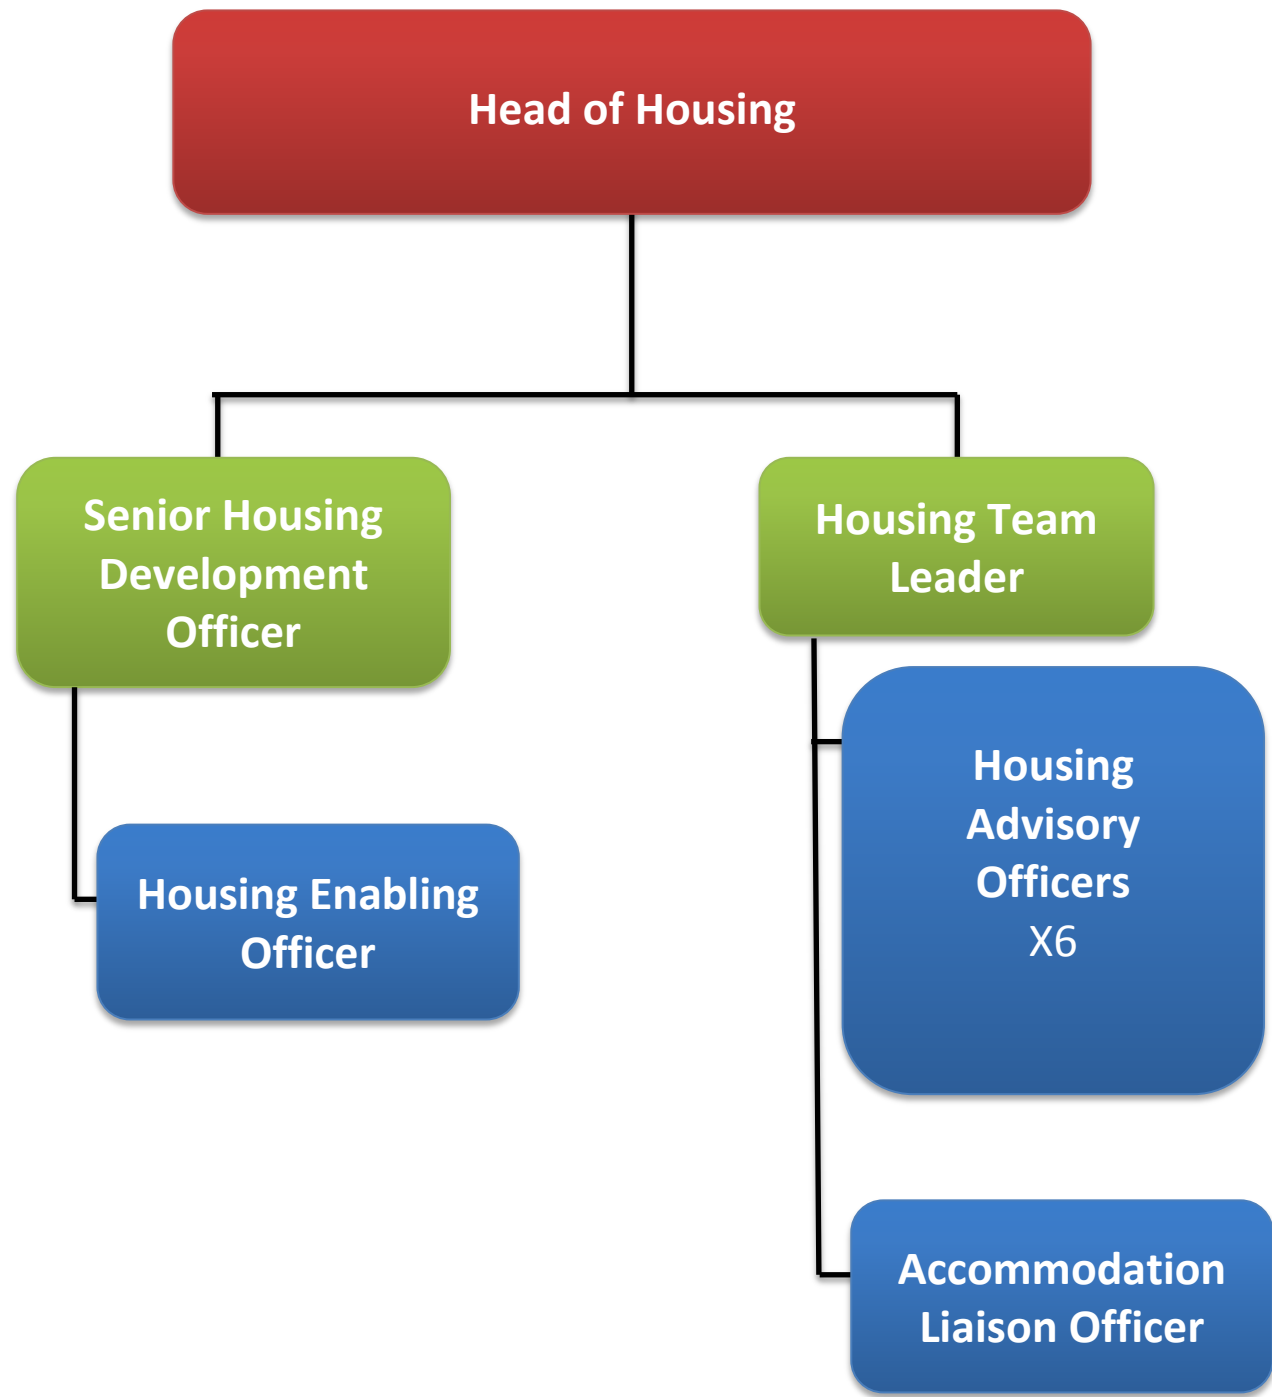 Head of Housing
Senior Housing
Development
Officer
Housing Team
Leader
Housing Enabling
Officer
Housing
Advisory
Officers
X6
Accommodation
Liaison Officer